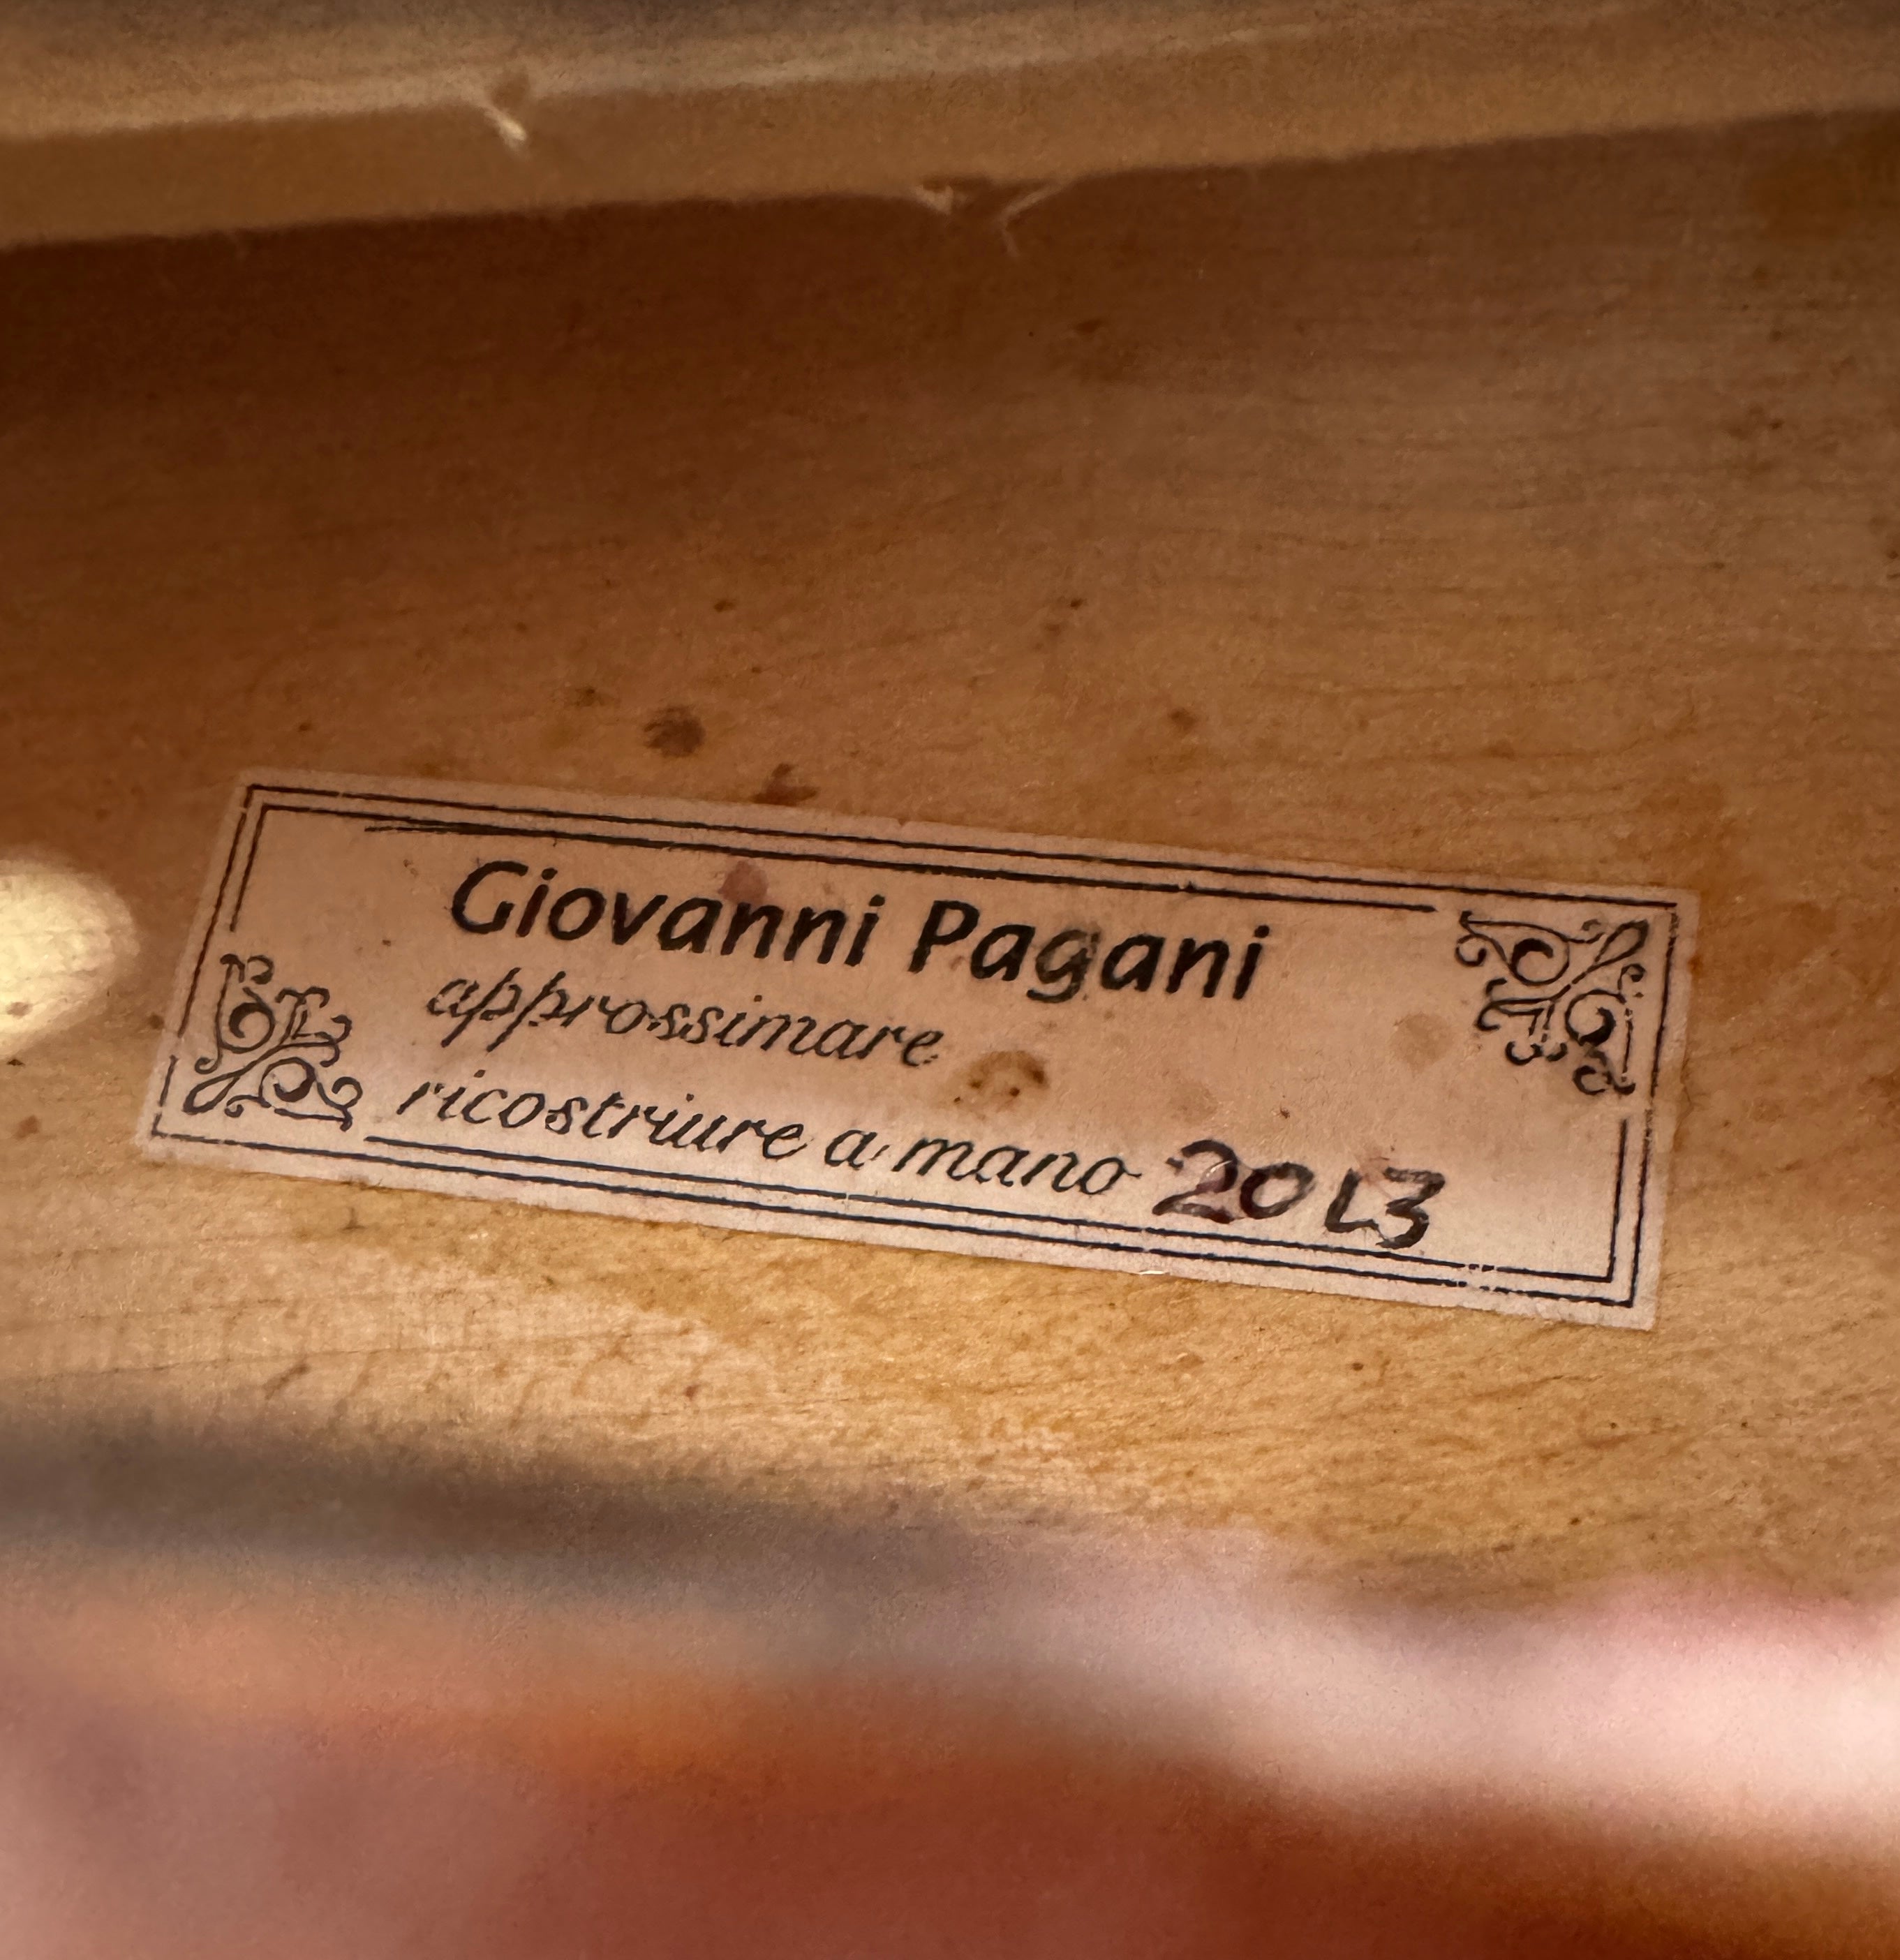 Giovanni Pagani
approssimare
ricostriure a mano 2013